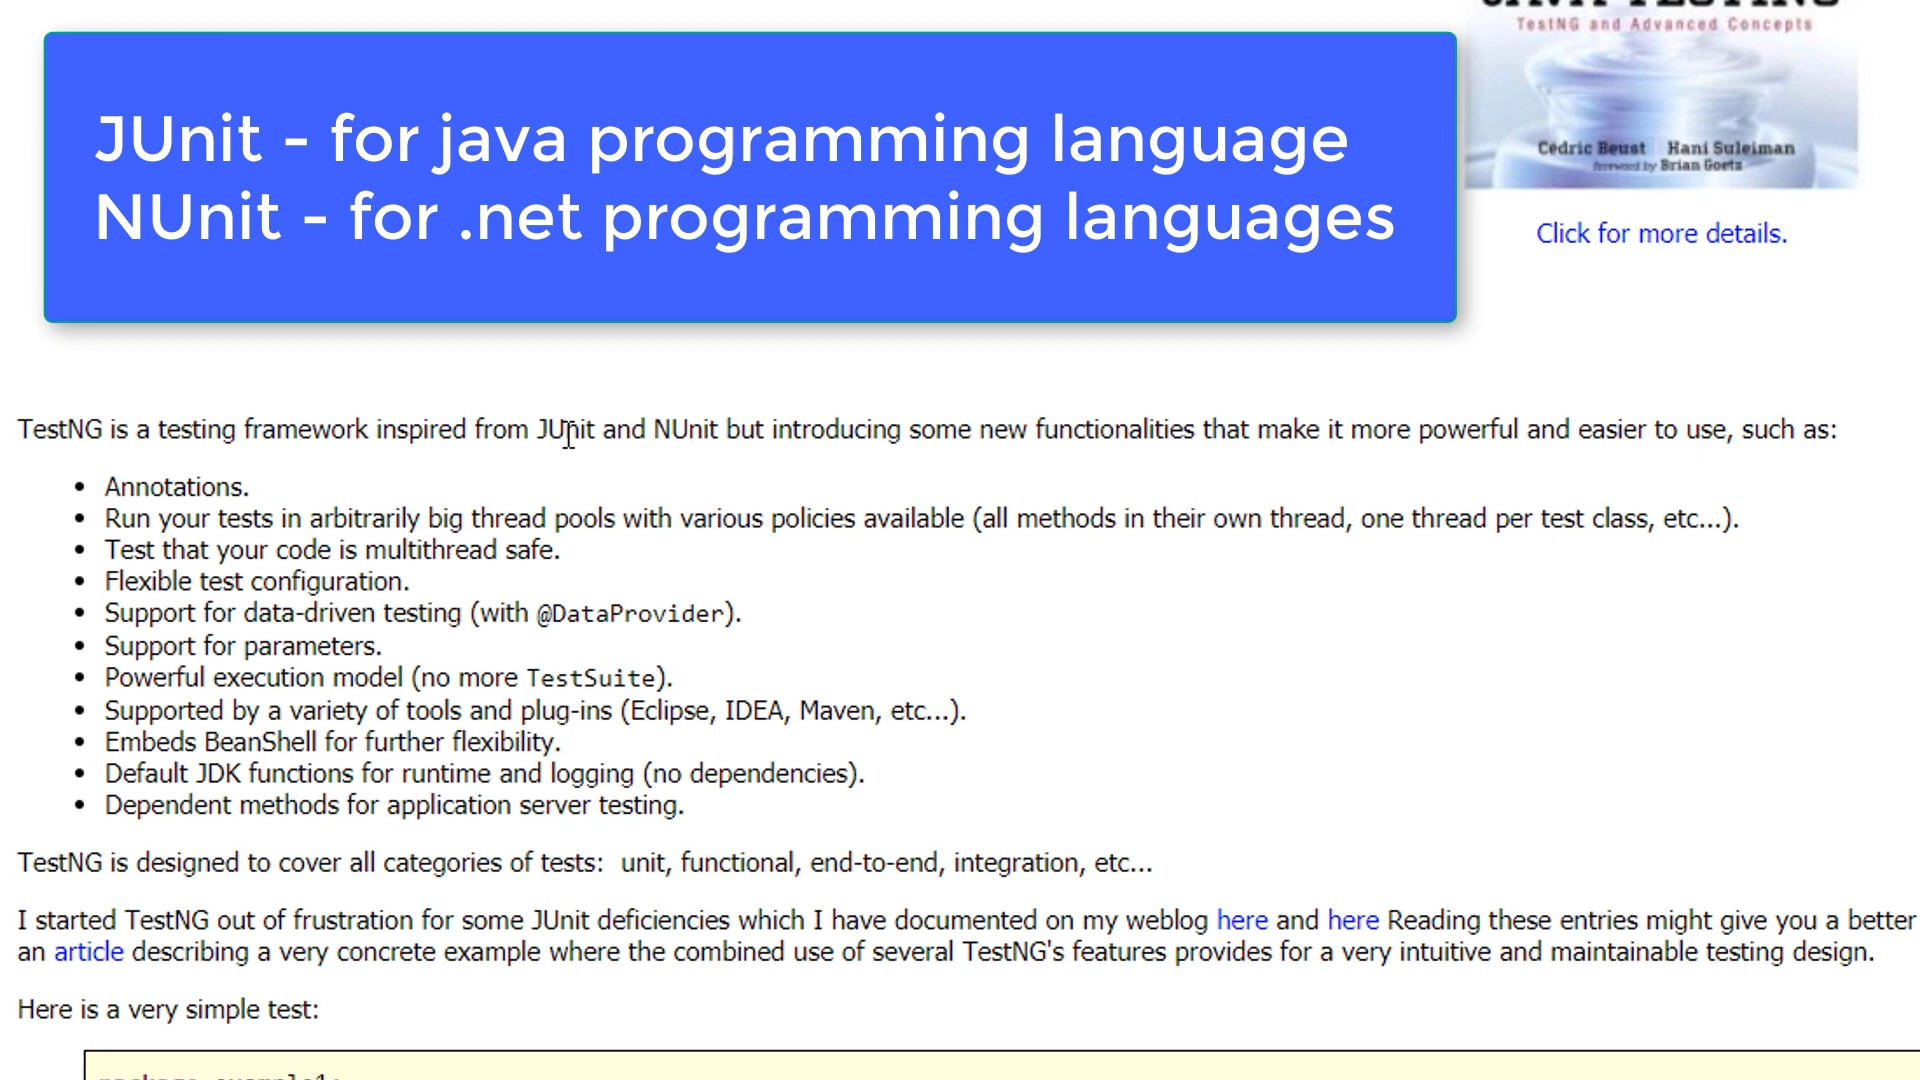 TestNG and Advanced Concepts
JUnit - for java programming language
NUnit - for .net programming languages
Cédric Beust Hani Suleiman
foreword by Brian Goetz
Click for more details.
TestNG is a testing framework inspired from JUnit and NUnit but introducing some new functionalities that make it more powerful and easier to use, such as:
• Annotations.
• Run your tests in arbitrarily big thread pools with various policies available (all methods in their own thread, one thread per test class, etc...).
• Test that your code is multithread safe.
• Flexible test configuration.
• Support for data-driven testing (with @DataProvider).
• Support for parameters.
• Powerful execution model (no more TestSuite).
• Supported by a variety of tools and plug-ins (Eclipse, IDEA, Maven, etc...).
• Embeds BeanShell for further flexibility.
• Default JDK functions for runtime and logging (no dependencies).
• Dependent methods for application server testing.
TestNG is designed to cover all categories of tests:  unit, functional, end-to-end, integration, etc...
I started TestNG out of frustration for some JUnit deficiencies which I have documented on my weblog here and here Reading these entries might give you a better
an article describing a very concrete example where the combined use of several TestNG's features provides for a very intuitive and maintainable testing design.
Here is a very simple test: